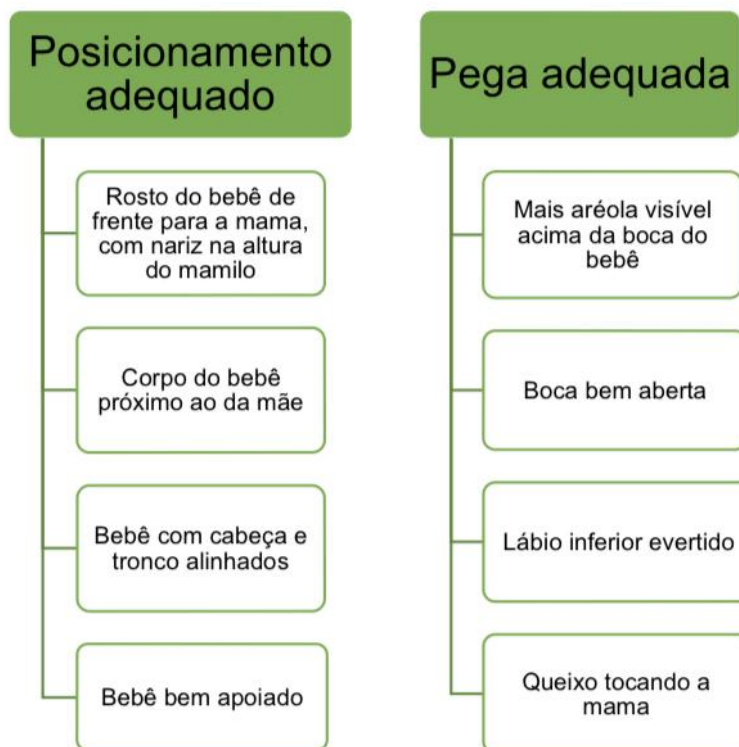 Posicionamento
adequado
Rosto do bebê de
frente para a mama,
com nariz na altura
do mamilo
Corpo do bebê
próximo ao da mãe
Bebê com cabeça e
tronco alinhados
Bebê bem apoiado
Pega adequada
Mais aréola visível
acima da boca do
bebê
Boca bem aberta
Lábio inferior evertido
Queixo tocando a
mama